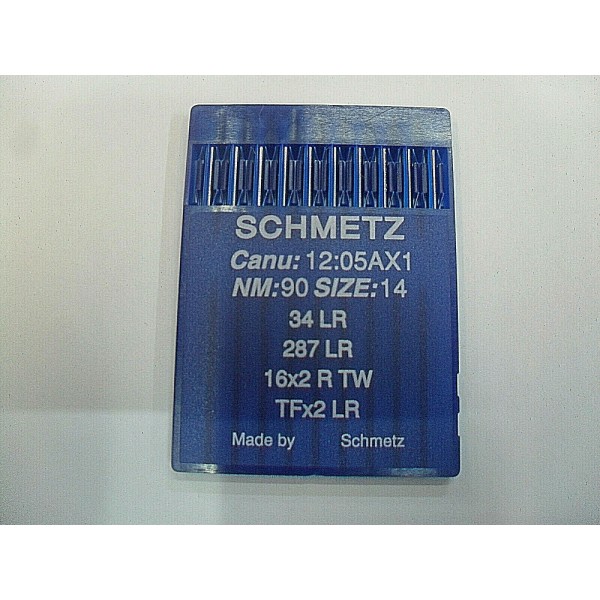 SCHMETZ
Canu: 12:05AX1
NM:90 SIZE:14
34 LR
287 LR
16x2 R TW
TFx2 LR
Made by Schmetz